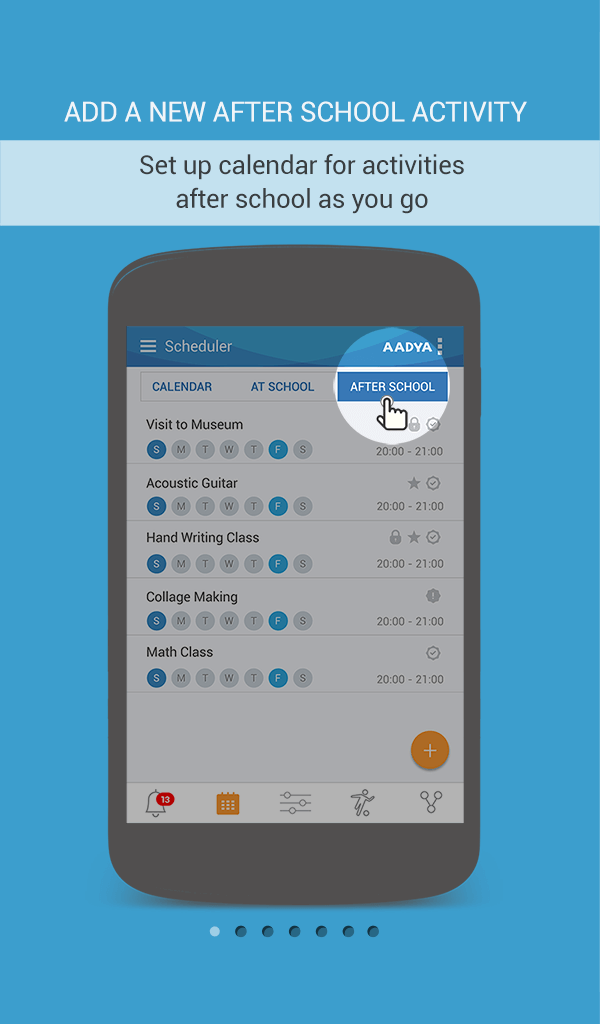 ADD A NEW AFTER SCHOOL ACTIVITY
Set up calendar for activities
after school as you go
Scheduler AADYA
CALENDAR AT SCHOOL AFTER SCHOOL
Visit to Museum
S M T W T F S 20:00 - 21:00
Acoustic Guitar
S M T W T F S 20:00 - 21:00
Hand Writing Class
S M T W T F S 20:00 - 21:00
Collage Making
S M T W T F S 20:00 - 21:00
Math Class
S M T W T F S 20:00 - 21:00
+
13